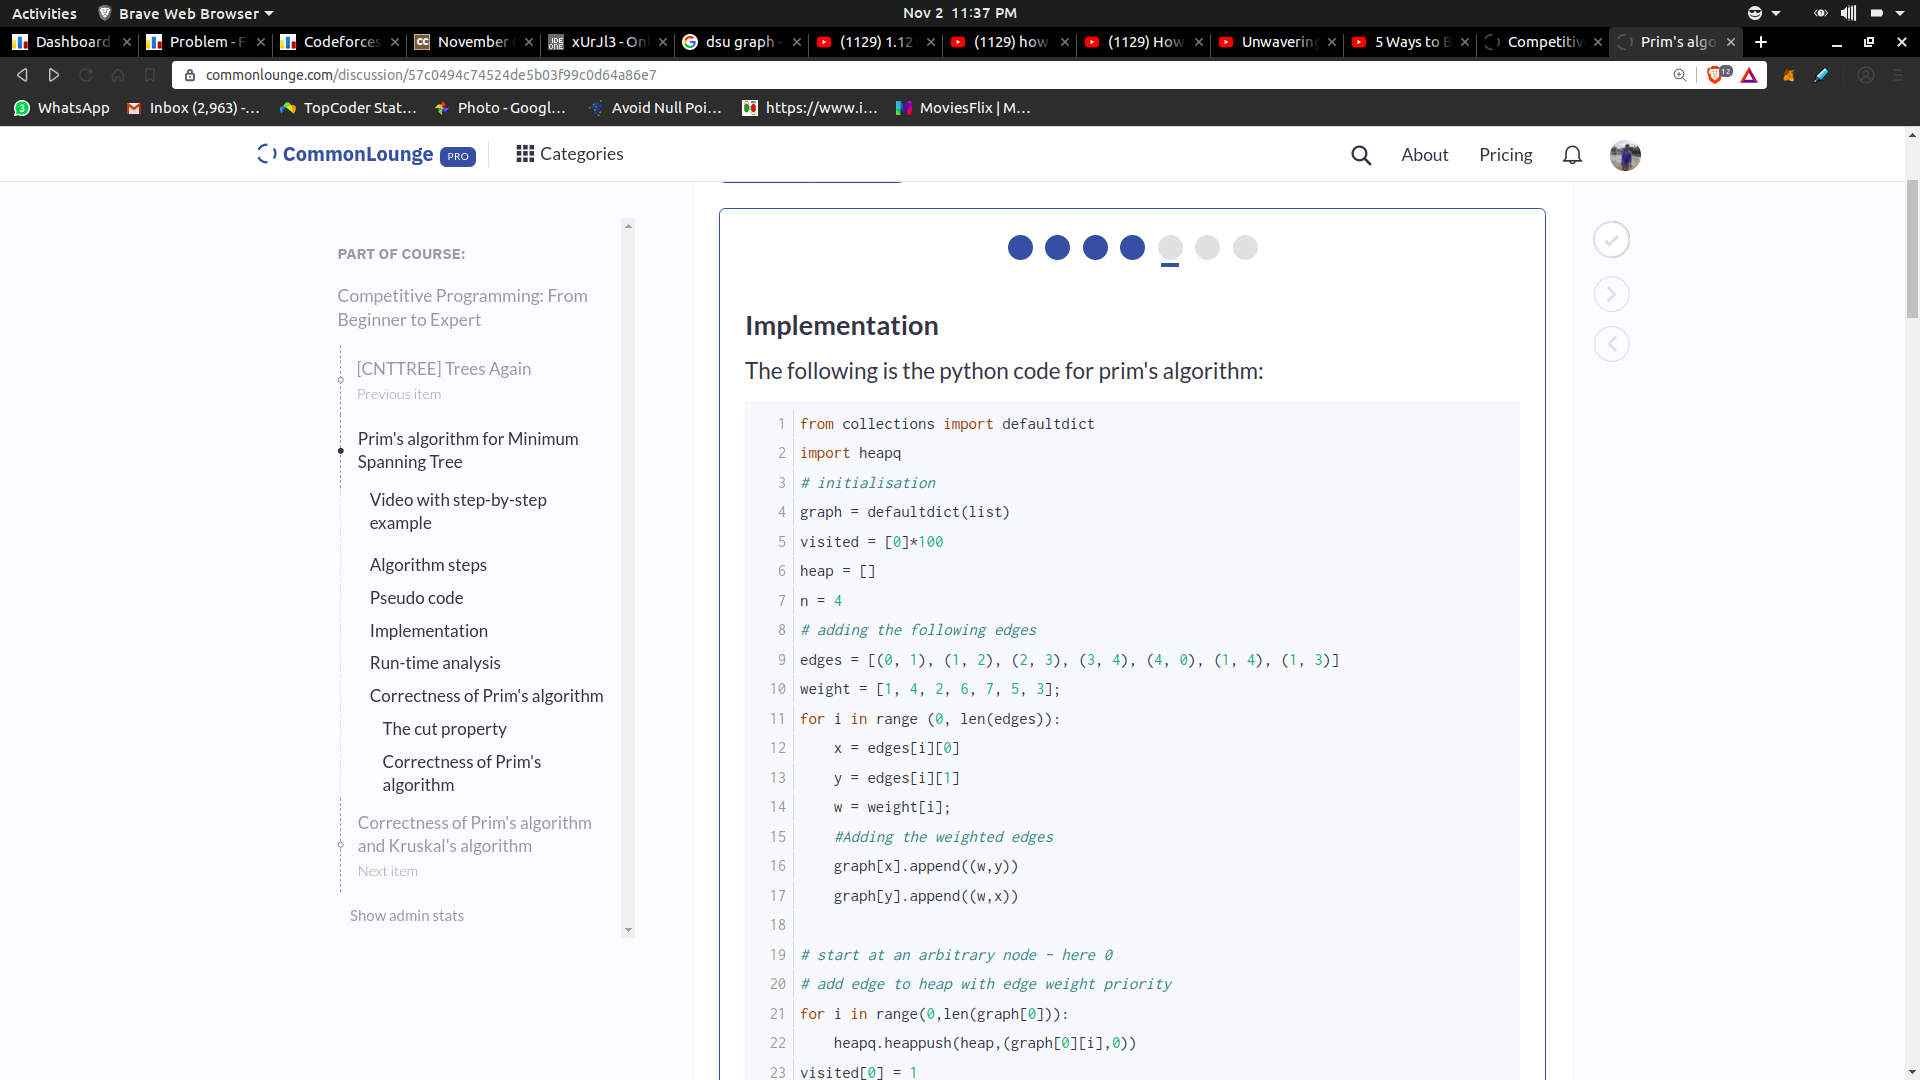 Activities Brave Web Browser Nov 2 11:37 PM
Dashboard Problem - F Codeforces November xUrJl3 - On dsu graph - (1129) 1.12 (1129) how (1129) How Unwavering 5 Ways to B Competitiv Prim's algo
commonlounge.com/discussion/57c0494c74524de5b03f99c0d64a86e7 12
WhatsApp Inbox (2,963) -... TopCoder Stat... Photo - Googl... Avoid Null Poi... https://www.i... MoviesFlix | M...
CommonLounge PRO Categories About Pricing
PART OF COURSE:
Competitive Programming: From
Beginner to Expert
[CNTTREE] Trees Again
Previous item
Prim's algorithm for Minimum
Spanning Tree
Video with step-by-step
example
Algorithm steps
Pseudo code
Implementation
Run-time analysis
Correctness of Prim's algorithm
The cut property
Correctness of Prim's
algorithm
Correctness of Prim's algorithm
and Kruskal's algorithm
Next item
Show admin stats
Implementation
The following is the python code for prim's algorithm:
1 from collections import defaultdict
2 import heapq
3 # initialisation
4 graph = defaultdict(list)
5 visited = [0]*100
6 heap = []
7 n = 4
8 # adding the following edges
9 edges = [(0, 1), (1, 2), (2, 3), (3, 4), (4, 0), (1, 4), (1, 3)]
10 weight = [1, 4, 2, 6, 7, 5, 3];
11 for i in range (0, len(edges)):
12 x = edges[i][0]
13 y = edges[i][1]
14 w = weight[i];
15 #Adding the weighted edges
16 graph[x].append((w,y))
17 graph[y].append((w,x))
18
19 # start at an arbitrary node - here 0
20 # add edge to heap with edge weight priority
21 for i in range(0,len(graph[0])):
22 heapq.heappush(heap,(graph[0][i],0))
23 visited[0] = 1